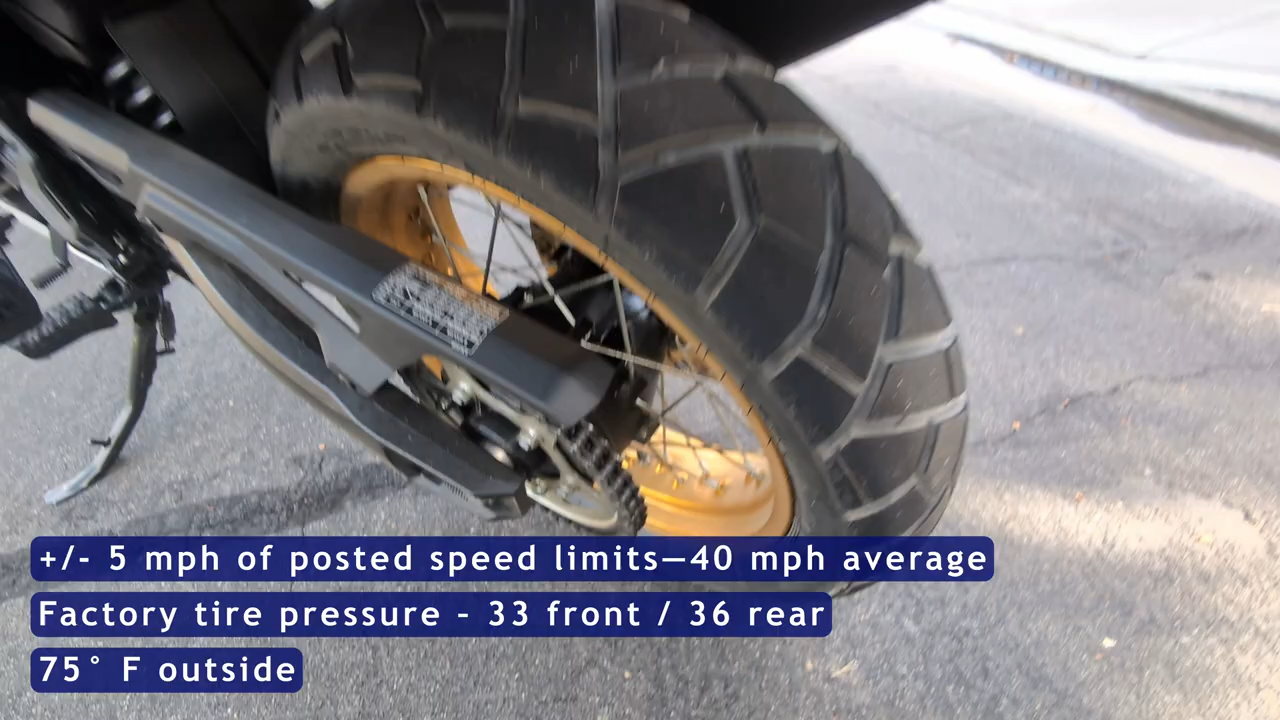 +/- 5 mph of posted speed limits—40 mph average
Factory tire pressure - 33 front / 36 rear
75° F outside